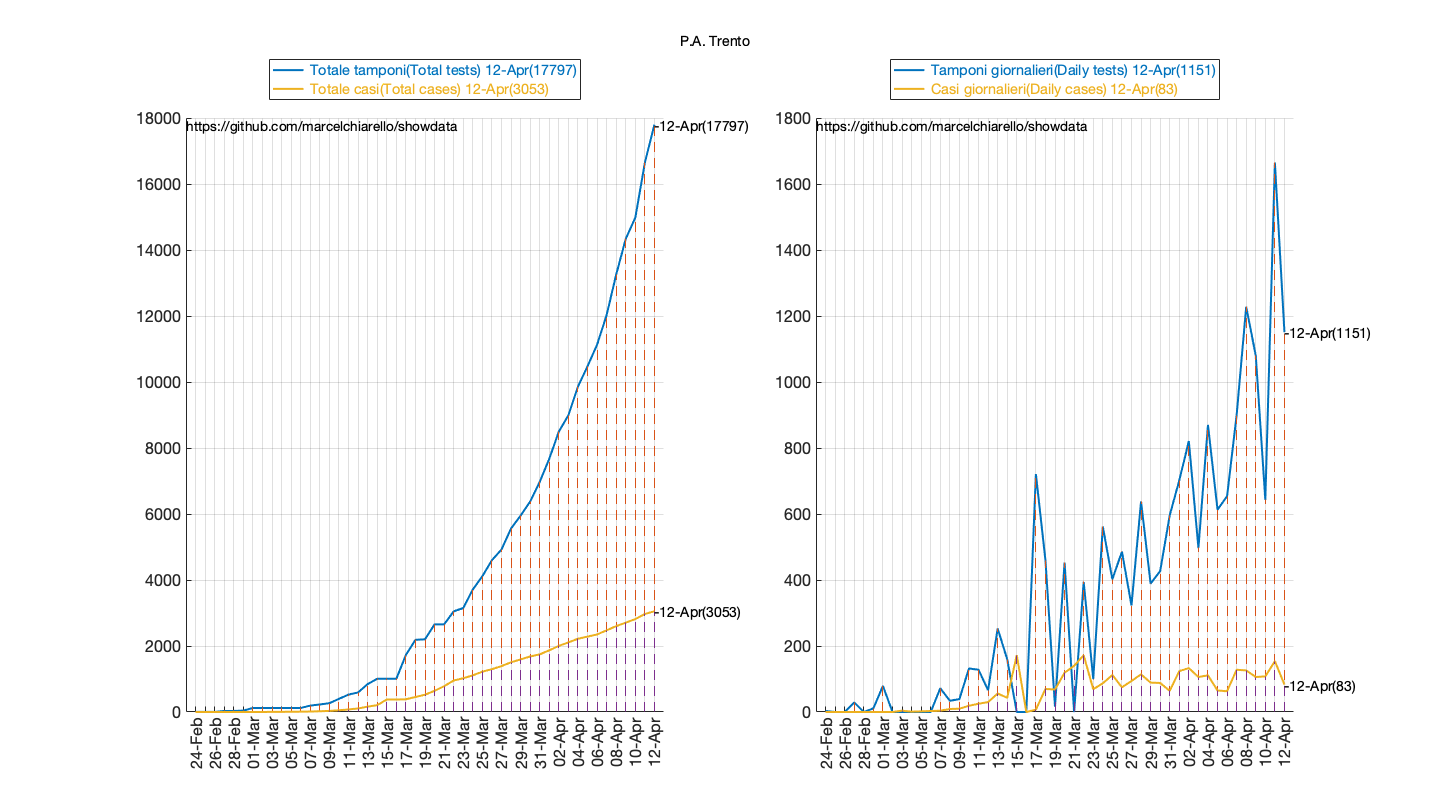 P.A. Trento
Totale tamponi(Total tests) 12-Apr(17797)
Totale casi(Total cases) 12-Apr(3053)
https://github.com/marcelchiarello/showdata
18000
16000
14000
12000
10000
8000
6000
4000
2000
0
12-Apr(17797)
12-Apr(3053)
24-Feb
26-Feb
28-Feb
01-Mar
03-Mar
05-Mar
07-Mar
09-Mar
11-Mar
13-Mar
15-Mar
17-Mar
19-Mar
21-Mar
23-Mar
25-Mar
27-Mar
29-Mar
31-Mar
02-Apr
04-Apr
06-Apr
08-Apr
10-Apr
12-Apr
Tamponi giornalieri(Daily tests) 12-Apr(1151)
Casi giornalieri(Daily cases) 12-Apr(83)
https://github.com/marcelchiarello/showdata
1800
1600
1400
1200
1000
800
600
400
200
0
12-Apr(1151)
12-Apr(83)
24-Feb
26-Feb
28-Feb
01-Mar
03-Mar
05-Mar
07-Mar
09-Mar
11-Mar
13-Mar
15-Mar
17-Mar
19-Mar
21-Mar
23-Mar
25-Mar
27-Mar
29-Mar
31-Mar
02-Apr
04-Apr
06-Apr
08-Apr
10-Apr
12-Apr